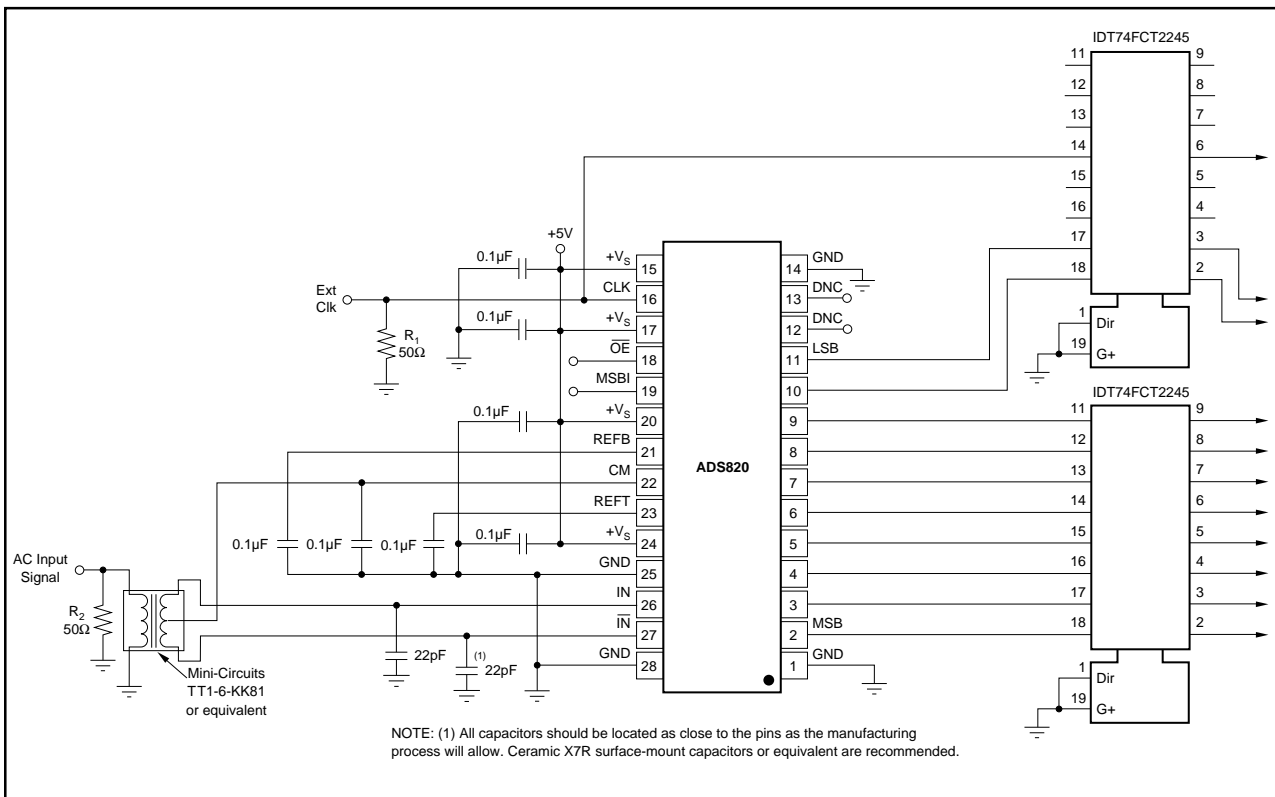 IDT74FCT2245
11 9
12 8
13 7
14 6
15 5
16 4
17 3
18 2
1 Dir
19 G+
+5V
0.1µF +VS 15 14 GND
Ext Clk CLK 16 13 DNC
0.1µF +VS 17 12 DNC
R1 50Ω
OE 18 11 LSB
MSBI 19 10
0.1µF +VS 20 9
REFB 21 8
CM 22 7
REFT 23 6
0.1µF 0.1µF 0.1µF 0.1µF +VS 24 5
GND 25 4
IN 26 3
IN 27 2 MSB
GND 28 1 GND
ADS820
AC Input
Signal
R2
50Ω
22pF
(1)
22pF
Mini-Circuits
TT1-6-KK81
or equivalent
IDT74FCT2245
11 9
12 8
13 7
14 6
15 5
16 4
17 3
18 2
1 Dir
19 G+
NOTE: (1) All capacitors should be located as close to the pins as the manufacturing
process will allow. Ceramic X7R surface-mount capacitors or equivalent are recommended.